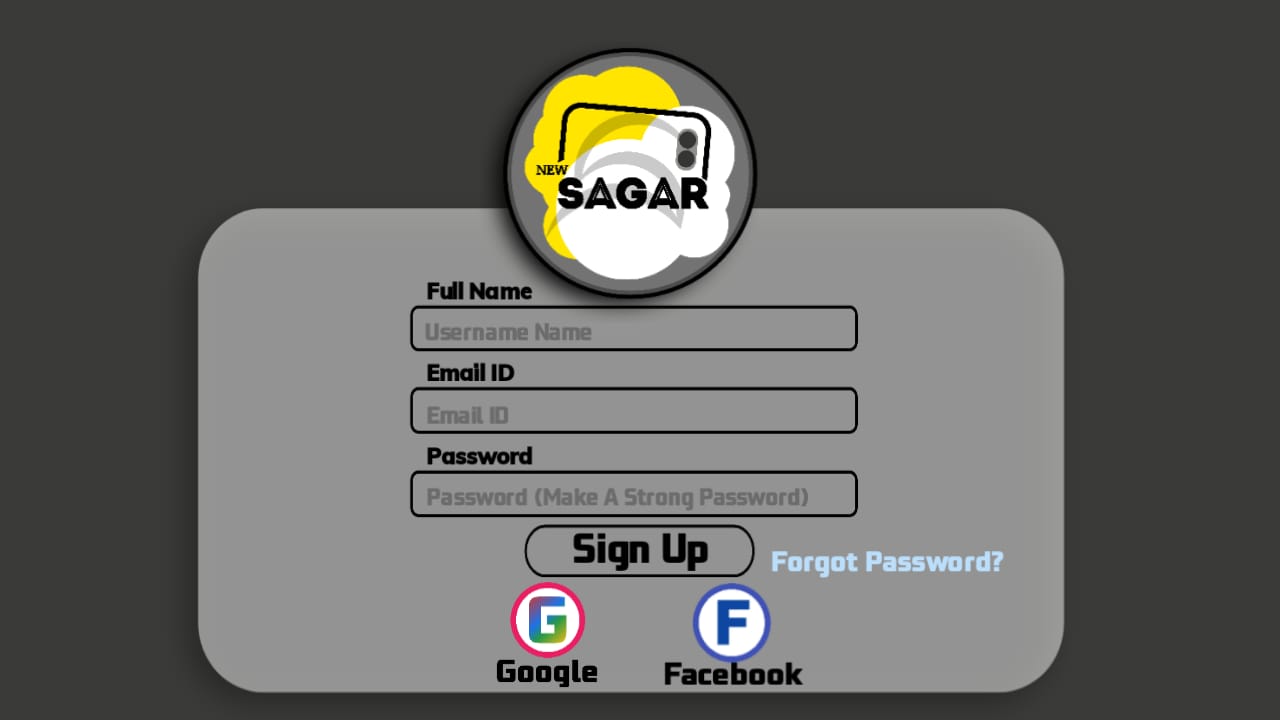 NEW
SAGAR
Full Name
Username Name
Email ID
Email ID
Password
Password (Make A Strong Password)
Sign Up
Forgot Password?
G
F
Google
Facebook